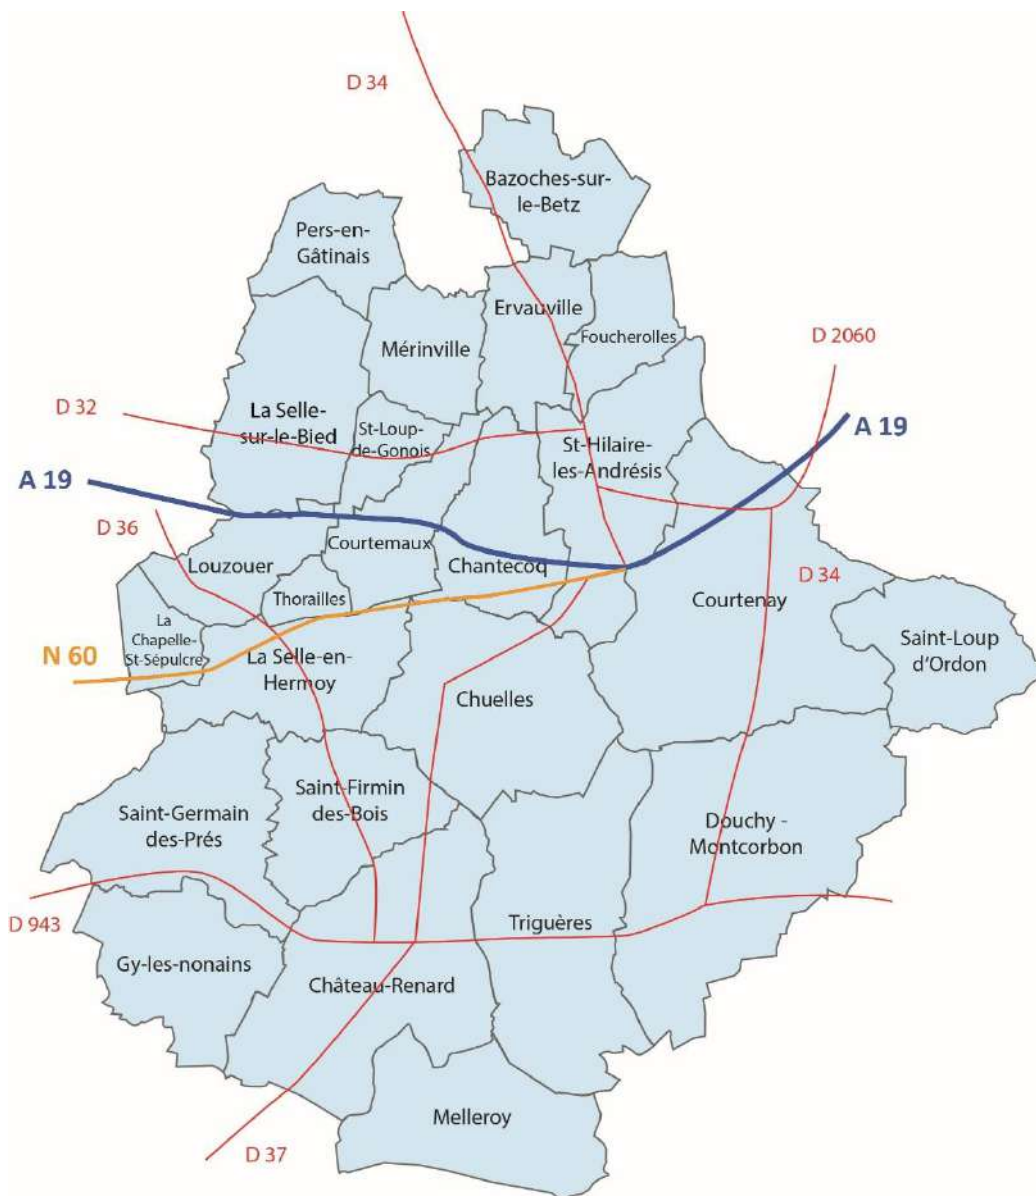 D 34
Bazoches-sur-
le-Betz
Pers-en-
Gâtinais
Ervauville
Foucherolles
D 2060
Mérinville
D 32
La Selle
-sur-le-Bied
St-Loup-
de-Gonois
St-Hilaire-
les-Andrésis
A 19
A 19
D 36
Courtemaux
Louzouer
Chantecoq
D 34
Thorailles
Courtenay
La
Chapelle-
St-Sépulcre
Saint-Loup
d'Ordon
N 60
La Selle-en-
Hermoy
Chuelles
Saint-Firmin
des-Bois
Saint-Germain
des-Prés
Douchy -
Montcorbon
D 943
Triguères
Gy-les-nonains
Château-Renard
Melleroy
D 37